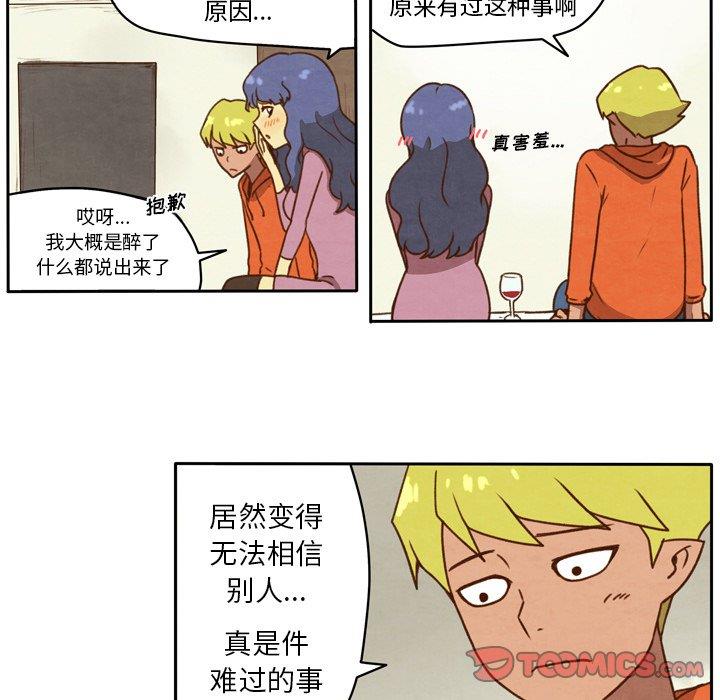 原因...
抱歉
哎呀...
我大概是醉了
什么都说出来了
原来有过这种事啊
真害羞...
居然变得
无法相信
别人...
真是件
难过的事
TOOMICS.COM